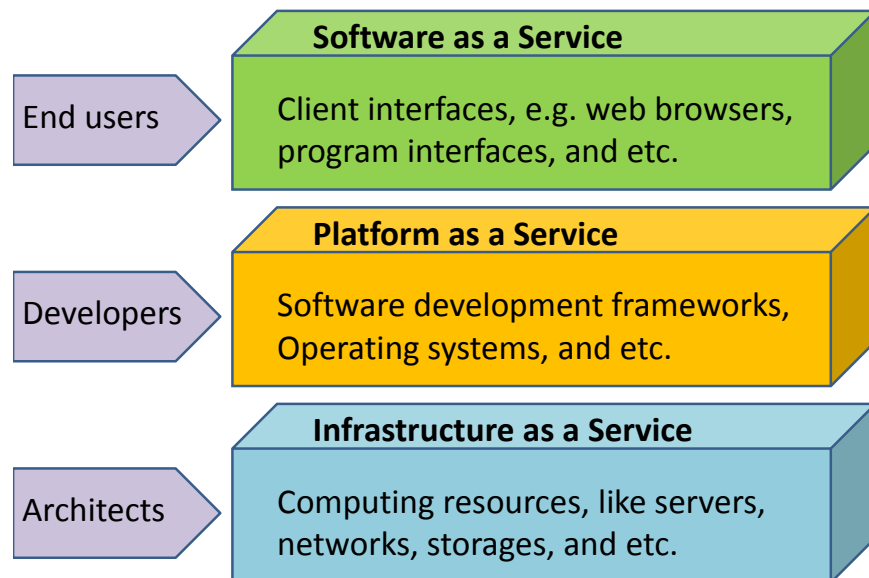 Software as a Service
End users
Client interfaces, e.g. web browsers,
program interfaces, and etc.
Platform as a Service
Developers
Software development frameworks,
Operating systems, and etc.
Infrastructure as a Service
Architects
Computing resources, like servers,
networks, storages, and etc.